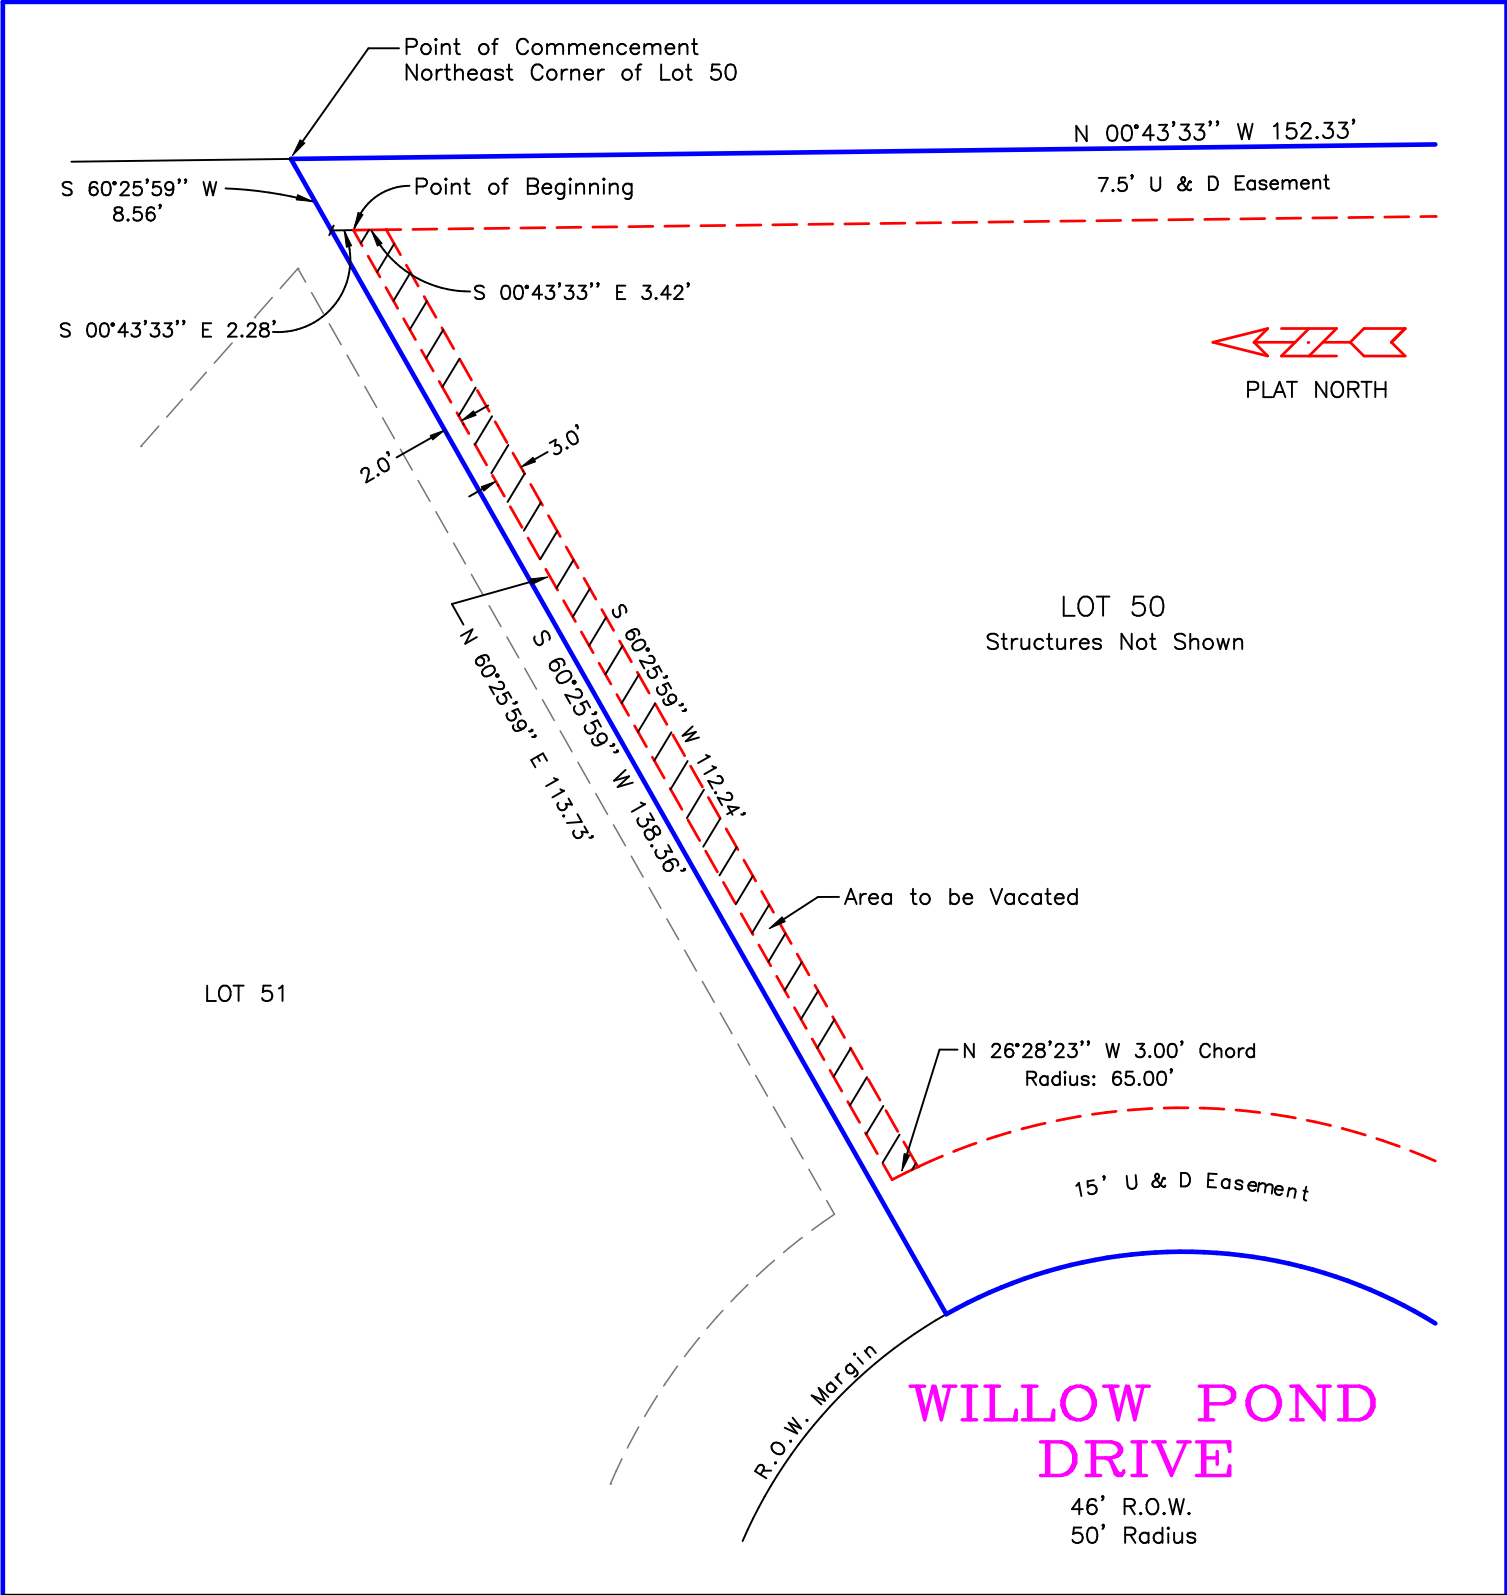 Point of Commencement
Northeast Corner of Lot 50
N 00°43'33" W 152.33'
S 60°25'59" W
8.56'
Point of Beginning
7.5' U & D Easement
S 00°43'33" E 3.42'
S 00°43'33" E 2.28'
PLAT NORTH
2.0'
3.0'
LOT 50
Structures Not Shown
N 60°25'59" E 113.73'
S 60°25'59" W 138.36'
S 60°25'59" W 112.24'
Area to be Vacated
LOT 51
N 26°28'23" W 3.00' Chord
Radius: 65.00'
15' U & D Easement
R.O.W. Margin
WILLOW POND
DRIVE
46' R.O.W.
50' Radius